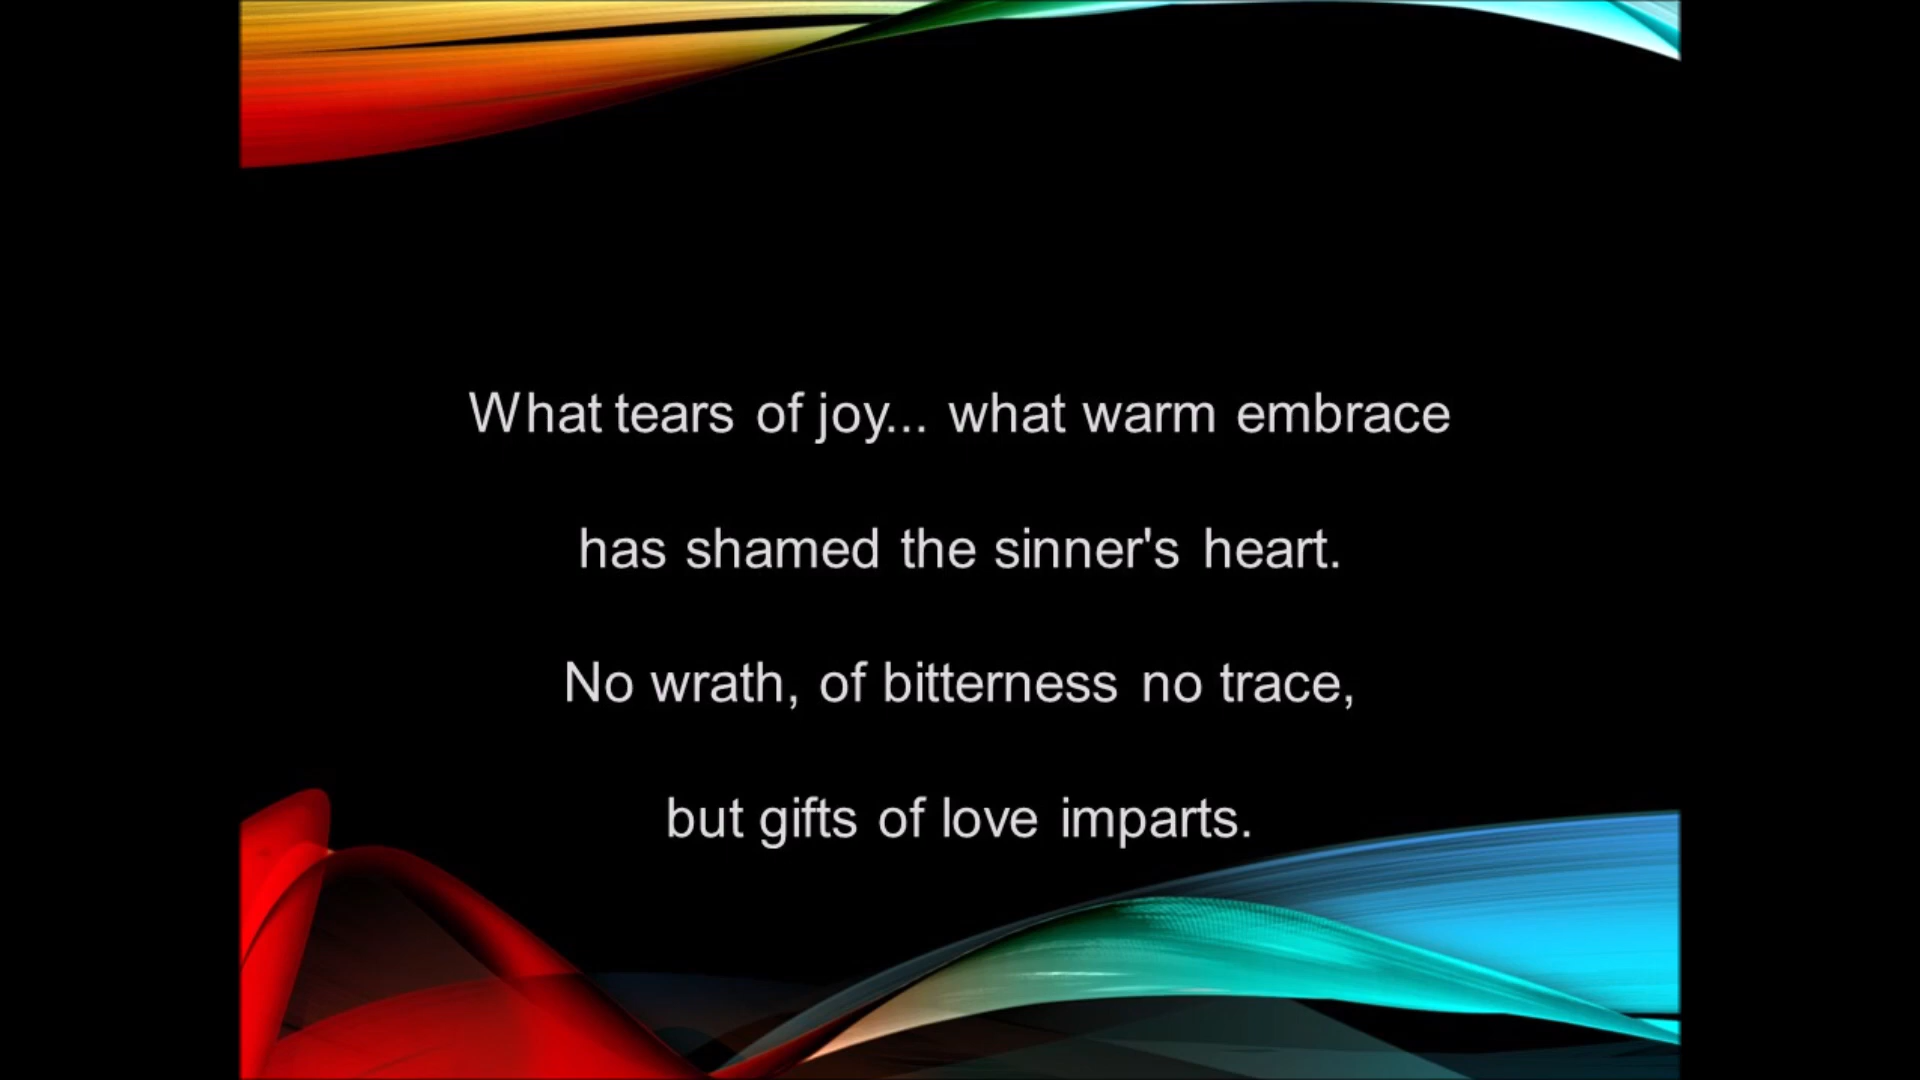 What tears of joy... what warm embrace
has shamed the sinner's heart.
No wrath, of bitterness no trace,
but gifts of love imparts.